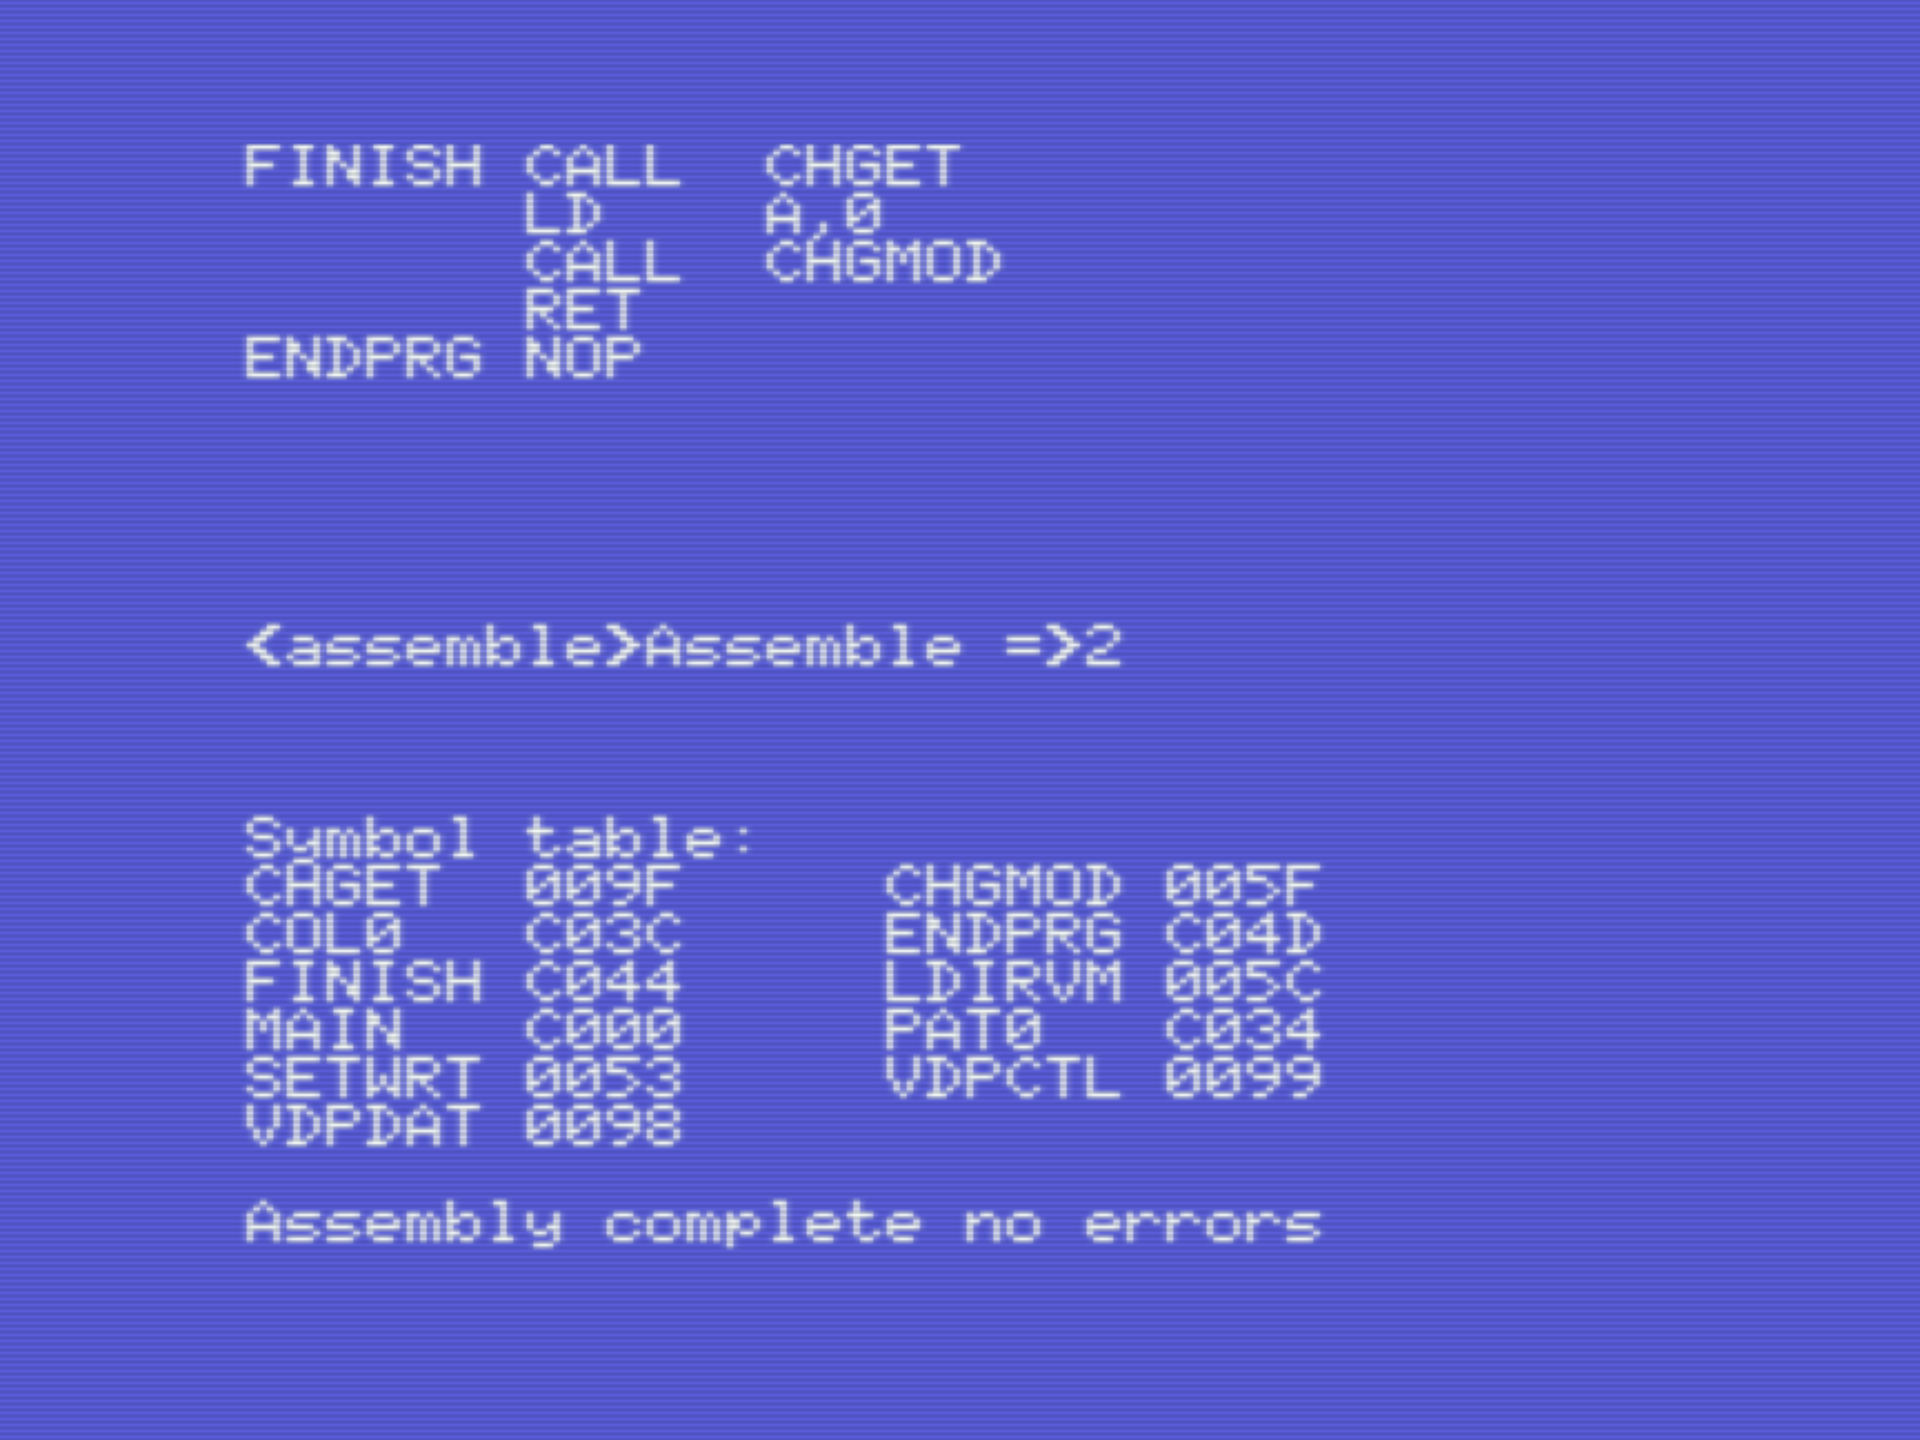 FINISH CALL  CHGET
       LD    A,0
       CALL  CHGMOD
       RET
ENDPRG NOP
<assemble>Assemble =>2
Symbol table:
CHGET  009F     CHGMOD 005F
COL0   C03C     ENDPRG C04D
FINISH C044     LDIRVM 005C
MAIN   C000     PAT0   C034
SETWRT 0053     VDPCTL 0099
VDPDAT 0098
Assembly complete no errors